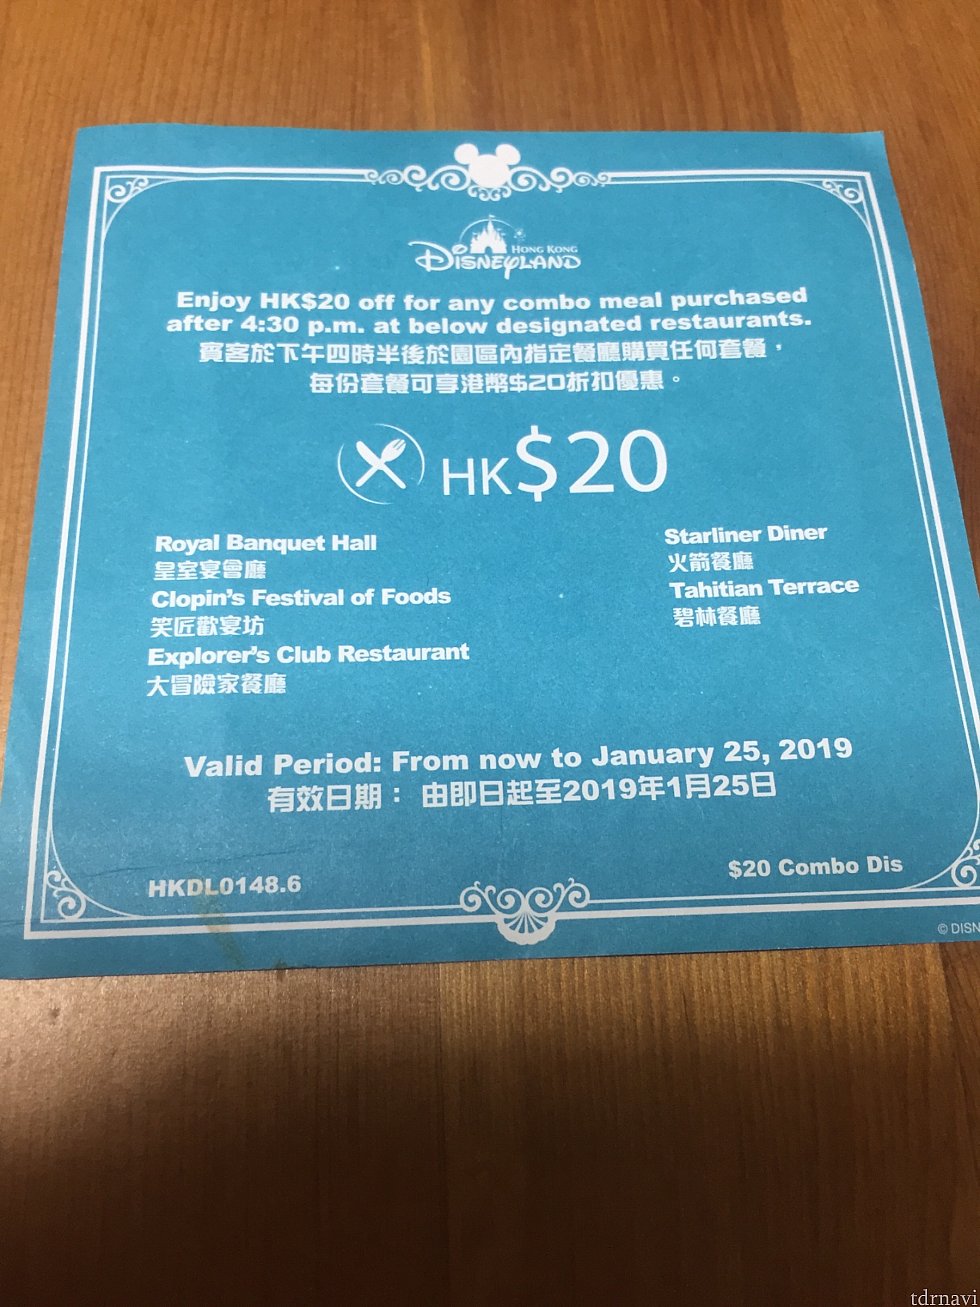 HONG KONG
DISNEYLAND
Enjoy HK$20 off for any combo meal purchased
after 4:30 p.m. at below designated restaurants.
賓客於下午四時半後於園區內指定餐廳購買任何套餐，
每份套餐可享港幣$20折扣優惠。
HK$20
Royal Banquet Hall
皇室宴會廳
Clopin's Festival of Foods
笑匠歡宴坊
Explorer's Club Restaurant
大冒險家餐廳
Starliner Diner
火箭餐廳
Tahitian Terrace
碧林餐廳
Valid Period: From now to January 25, 2019
有效日期： 由即日起至2019年1月25日
HKDL0148.6
$20 Combo Dis
© DISN
tdrnavi